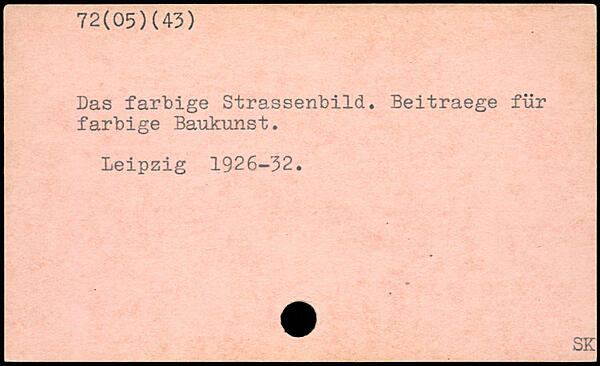 72(05)(43)
Das farbige Strassenbild. Beitraege für
farbige Baukunst.
Leipzig 1926-32.
SK